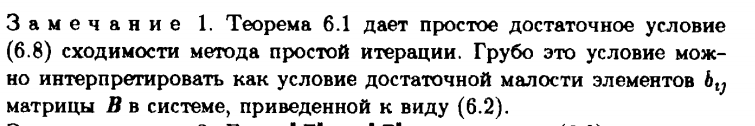 З а м е ч а н и е 1. Теорема 6.1 дает простое достаточное условие
(6.8) сходимости метода простой итерации. Грубо это условие мож-
но интерпретировать как условие достаточной малости элементов b_{ij}
матрицы B в системе, приведенной к виду (6.2).